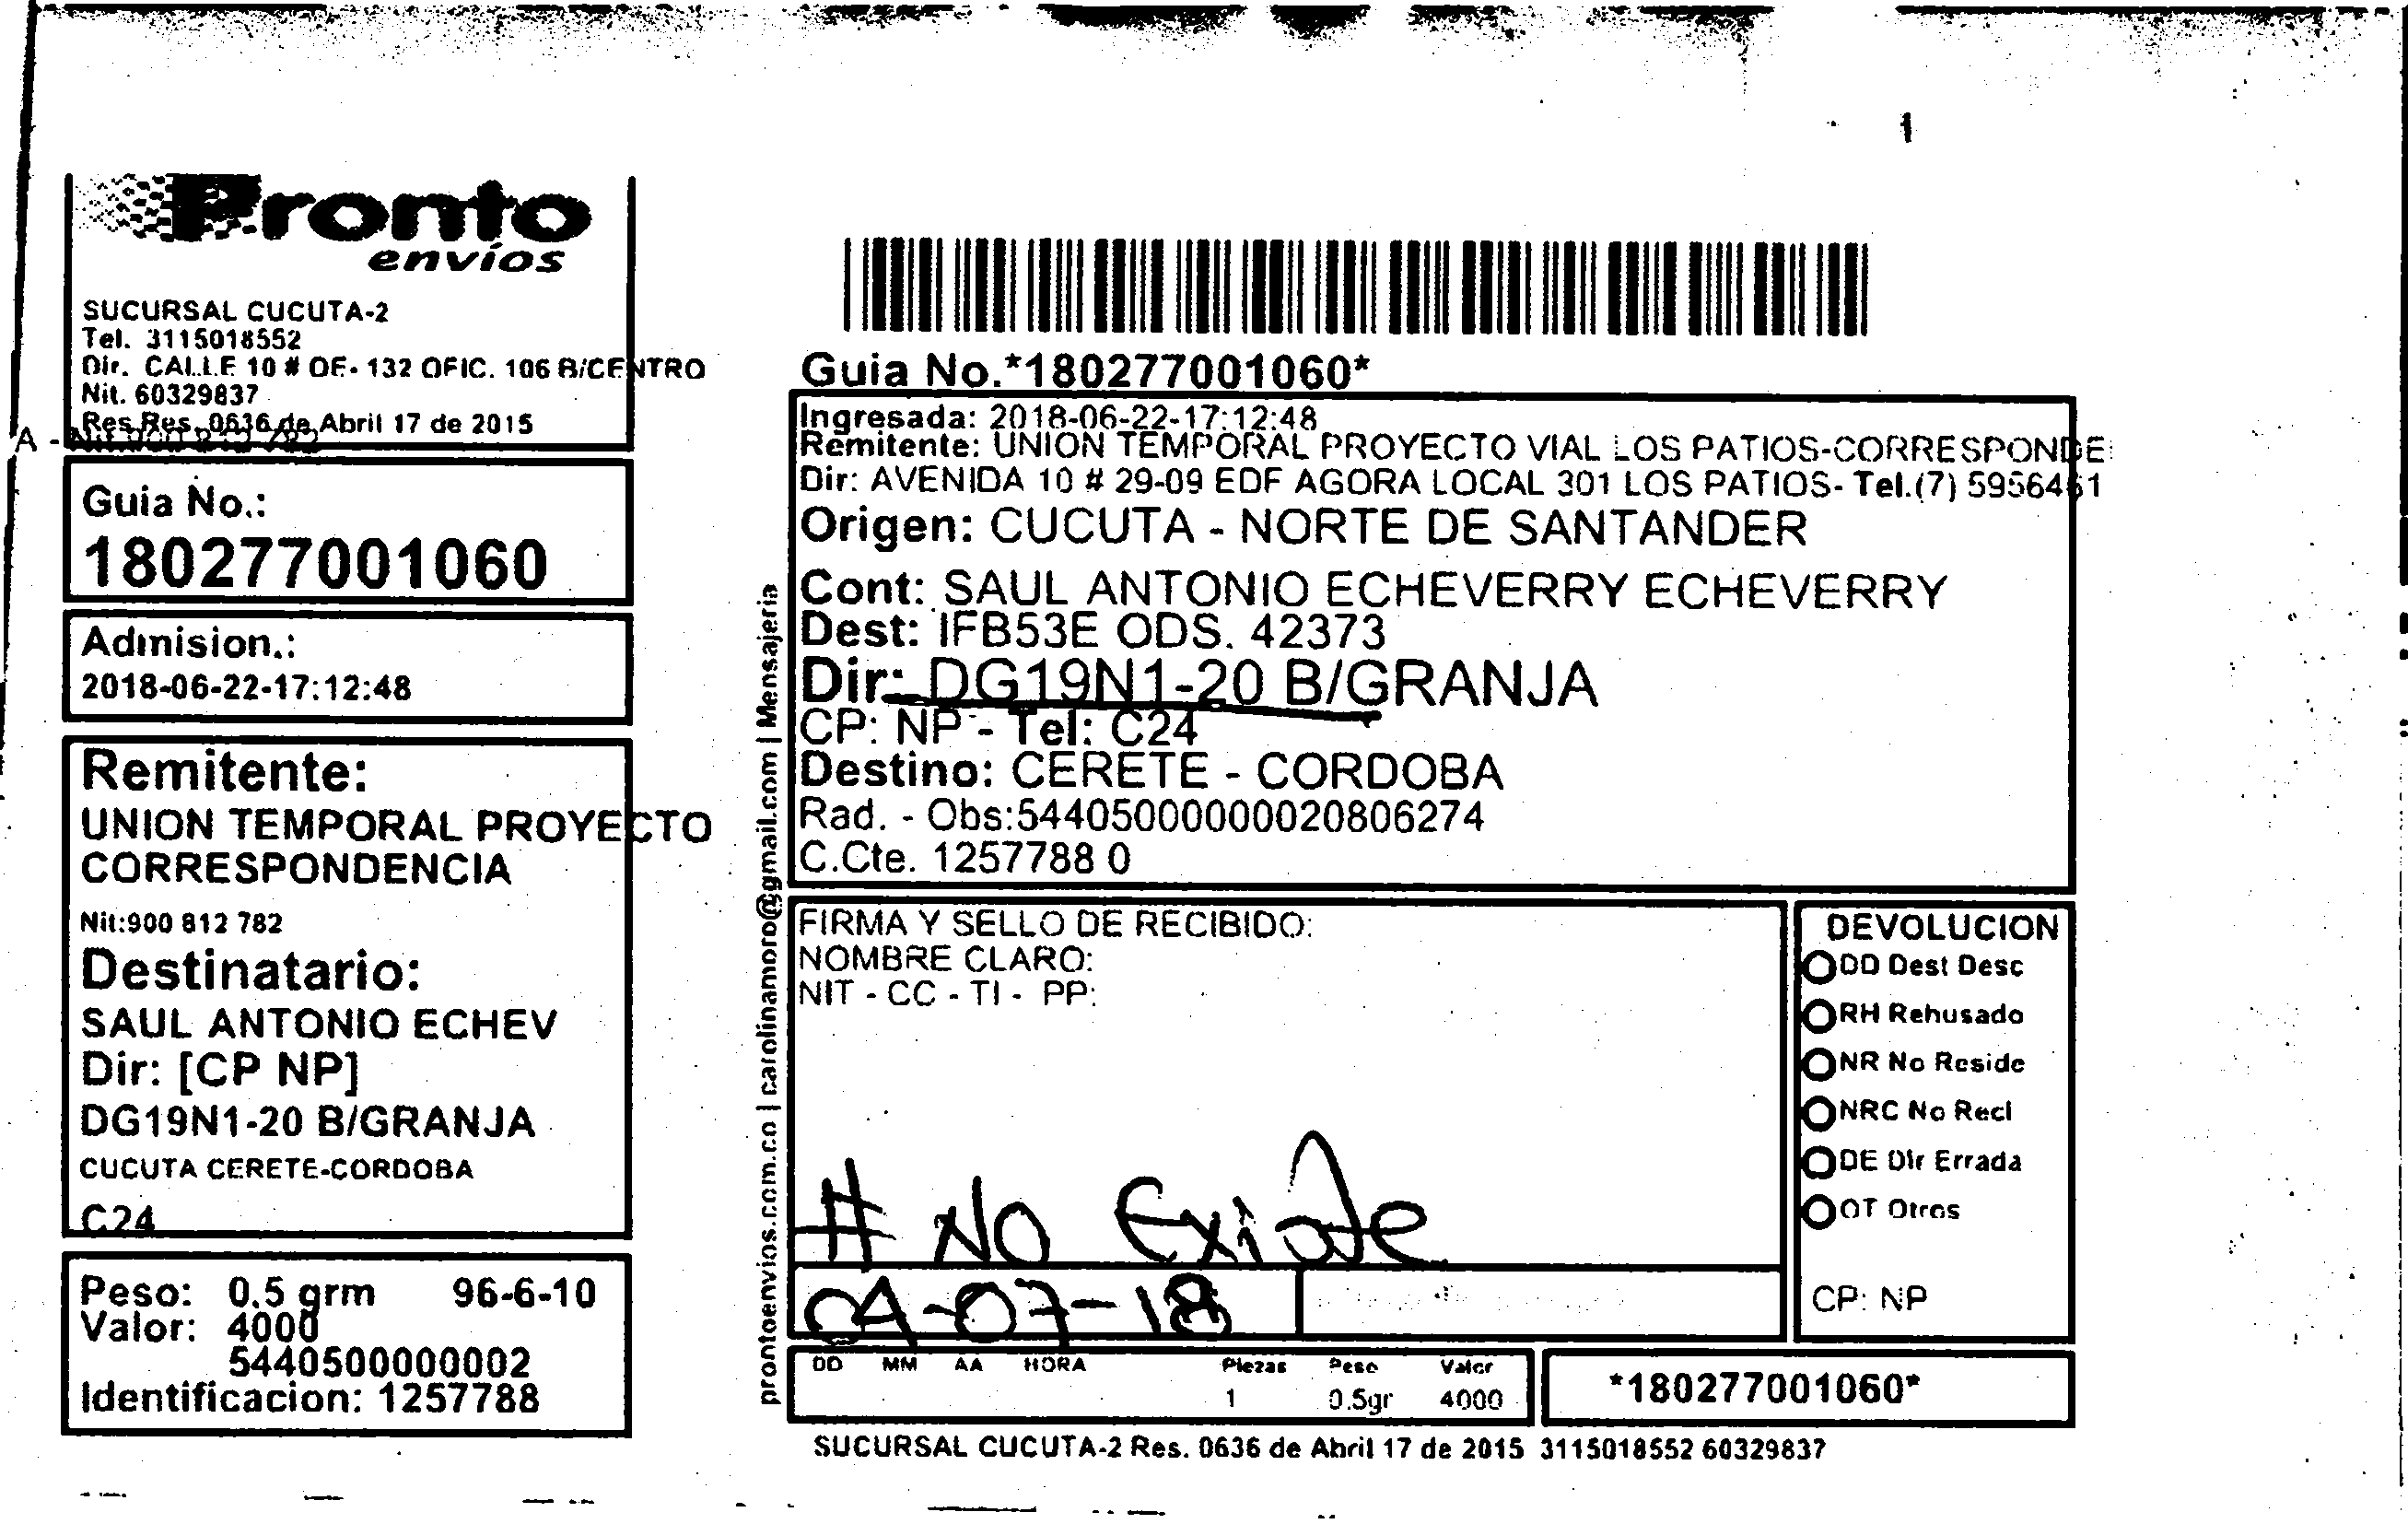 Pronto
envíos
SUCURSAL CUCUTA-2
Tel. 3115018552
Dir. CALLE 10 # OE- 132 OFIC. 106 B/CENTRO
Nit. 60329837
Res Res. 0636 de Abril 17 de 2015
Guia No.:
180277001060
Admision.:
2018-06-22-17:12:48
Remitente:
UNION TEMPORAL PROYECTO
CORRESPONDENCIA
Nit:900 812 782
Destinatario:
SAUL ANTONIO ECHEV
Dir: [CP NP]
DG19N1-20 B/GRANJA
CUCUTA CERETE-CORDOBA
C24
Peso: 0.5 grm 96-6-10
Valor: 4000
5440500000002
Identificacion: 1257788
prontoenvios.com.co | carolinamoro@gmail.com | Mensajeria
Guia No.*180277001060*
Ingresada: 2018-06-22-17:12:48
Remitente: UNION TEMPORAL PROYECTO VIAL LOS PATIOS-CORRESPONDE
Dir: AVENIDA 10 # 29-09 EDF AGORA LOCAL 301 LOS PATIOS- Tel.(7) 5956461
Origen: CUCUTA - NORTE DE SANTANDER
Cont: SAUL ANTONIO ECHEVERRY ECHEVERRY
Dest: IFB53E ODS. 42373
Dir: DG19N1-20 B/GRANJA
CP: NP - Tel: C24
Destino: CERETE - CORDOBA
Rad. - Obs:544050000000020806274
C.Cte. 1257788 0
FIRMA Y SELLO DE RECIBIDO:
NOMBRE CLARO:
NIT - CC - TI - PP:
# No Existe
04-07-18
DEVOLUCION
DD Dest Desc
RH Rehusado
NR No Reside
NRC No Recl
DE Dir Errada
OT Otros
CP: NP
DD MM AA HORA Piezas Peso Valor
1 0.5gr 4000
*180277001060*
SUCURSAL CUCUTA-2 Res. 0636 de Abril 17 de 2015 3115018552 60329837